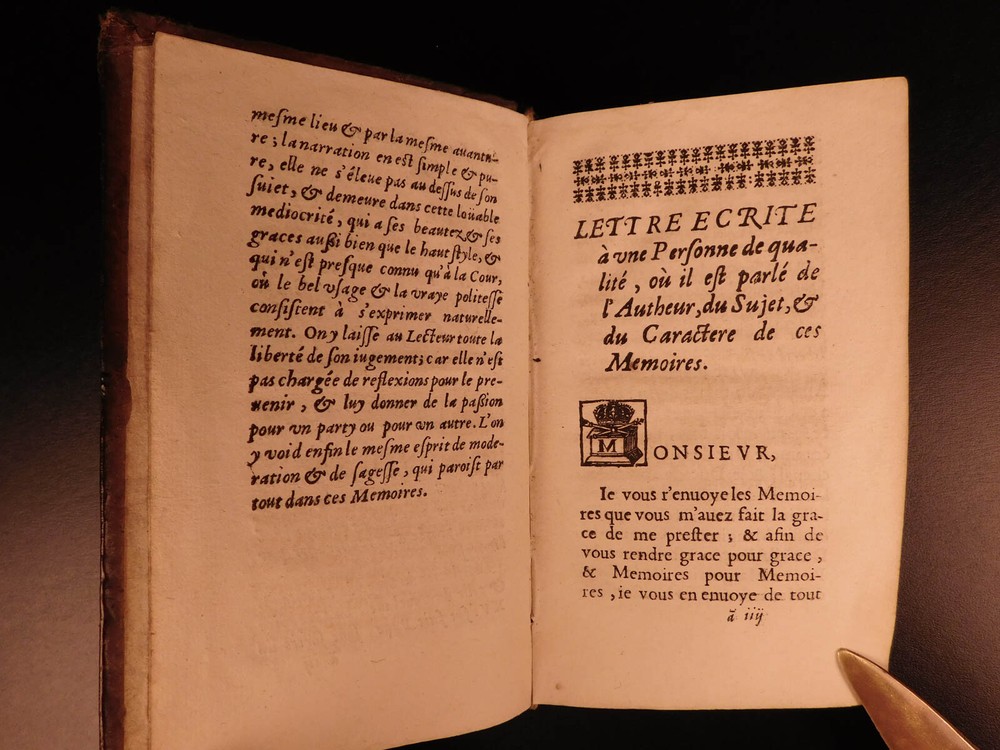 meſme lieu & par la meſme auantu-
re ; la narration en est ſimple & pu-
re, elle ne s'éleue pas au deſſus de ſon
ſuiet, & demeure dans cette loüable
mediocrité, qui a ſes beautez & ſes
graces auſſi bien que le haut ſtyle, &
qui n'eſt preſque connu qu'à la Cour,
où le bel vſage & la vraye politeſſe
conſiſtent à s'exprimer naturelle-
ment. On y laiſſe au Lecteur toute la
liberté de ſon iugement; car elle n'eſt
pas chargée de reflexions pour le pre-
uenir, & luy donner de la paſſion
pour vn party ou pour vn autre. L'on
y void enfin le meſme eſprit de mode-
ration & de ſageſſe, qui paroiſt par
tout dans ces Memoires.
LETTRE ECRITE
à vne Perſonne de qua-
lité, où il eſt parlé de
l'Autheur, du Sujet, &
du Caractere de ces
Memoires.
MONSIEVR,
Ie vous r'enuoye les Memoi-
res que vous m'auez fait la gra-
ce de me preſter ; & afin de
vous rendre grace pour grace,
& Memoires pour Memoi-
res, ie vous en enuoye de tout
ã iiij